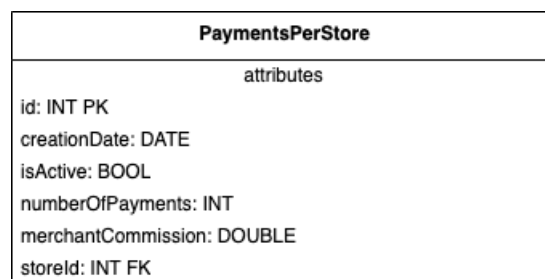 PaymentsPerStore
attributes
id: INT PK
creationDate: DATE
isActive: BOOL
numberOfPayments: INT
merchantCommission: DOUBLE
storeId: INT FK